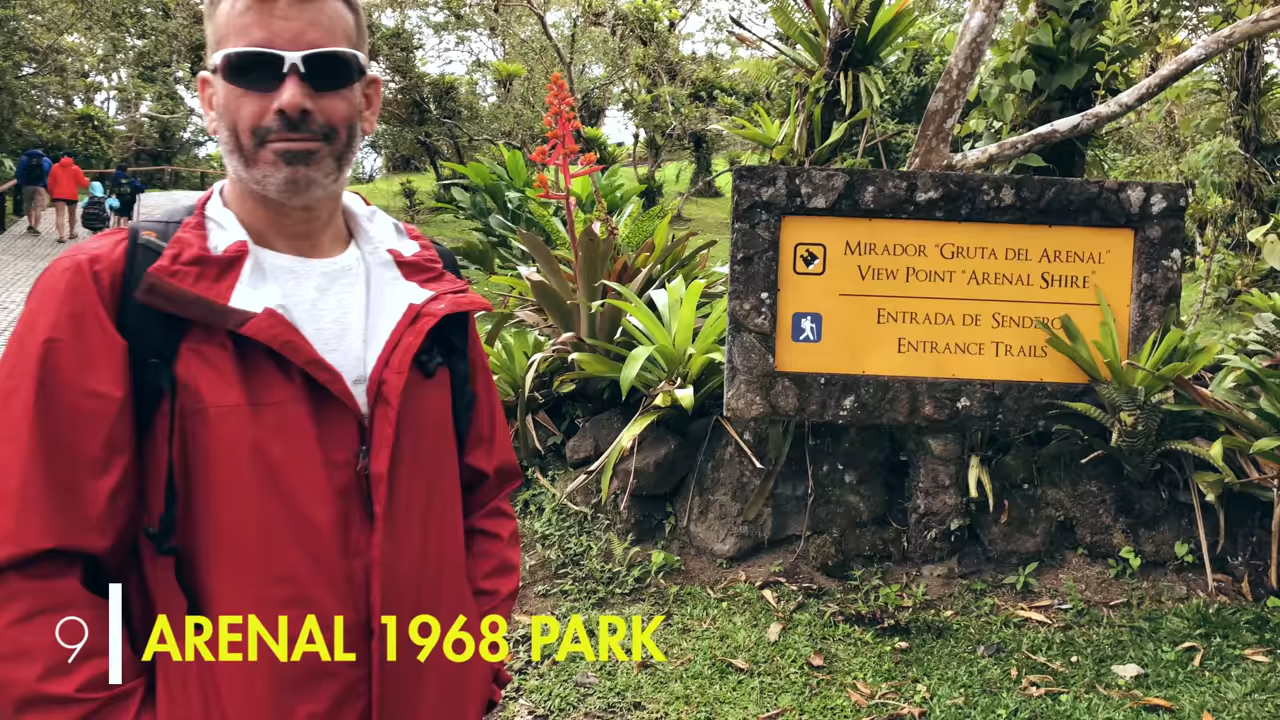 MIRADOR "GRUTA DEL ARENAL"
VIEW POINT "ARENAL SHIRE"
ENTRADA DE SENDERO
ENTRANCE TRAILS
9 ARENAL 1968 PARK